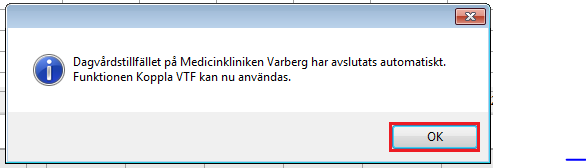 Dagvårdstillfället på Medicinkliniken Varberg har avslutats automatiskt.
Funktionen Koppla VTF kan nu användas.
OK